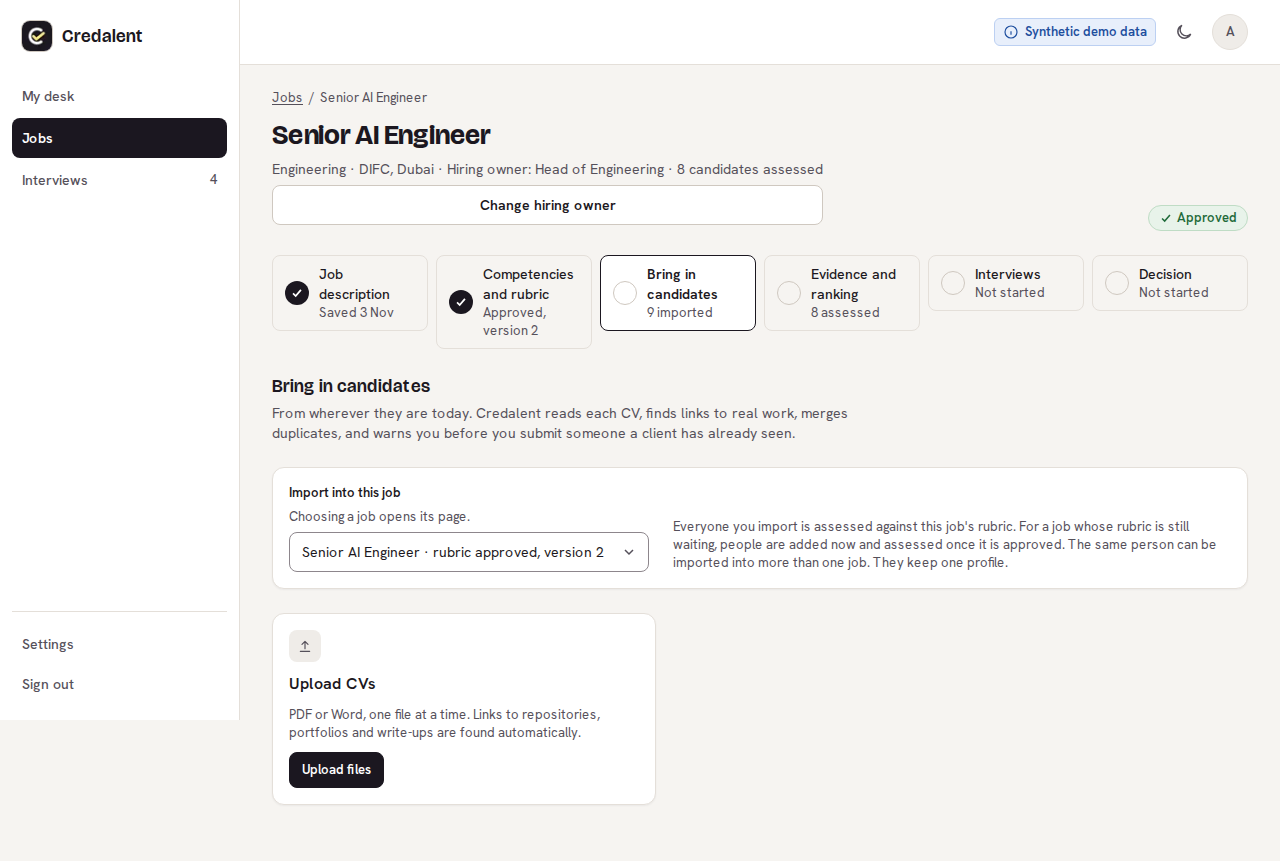 Credalent
Synthetic demo data
A
My desk
Jobs
Interviews 4
Settings
Sign out
Jobs / Senior AI Engineer
Senior AI Engineer
Engineering · DIFC, Dubai · Hiring owner: Head of Engineering · 8 candidates assessed
Change hiring owner
Approved
Job
description
Saved 3 Nov
Competencies
and rubric
Approved,
version 2
Bring in
candidates
9 imported
Evidence and
ranking
8 assessed
Interviews
Not started
Decision
Not started
Bring in candidates
From wherever they are today. Credalent reads each CV, finds links to real work, merges
duplicates, and warns you before you submit someone a client has already seen.
Import into this job
Choosing a job opens its page.
Senior AI Engineer · rubric approved, version 2
Everyone you import is assessed against this job's rubric. For a job whose rubric is still
waiting, people are added now and assessed once it is approved. The same person can be
imported into more than one job. They keep one profile.
Upload CVs
PDF or Word, one file at a time. Links to repositories,
portfolios and write-ups are found automatically.
Upload files